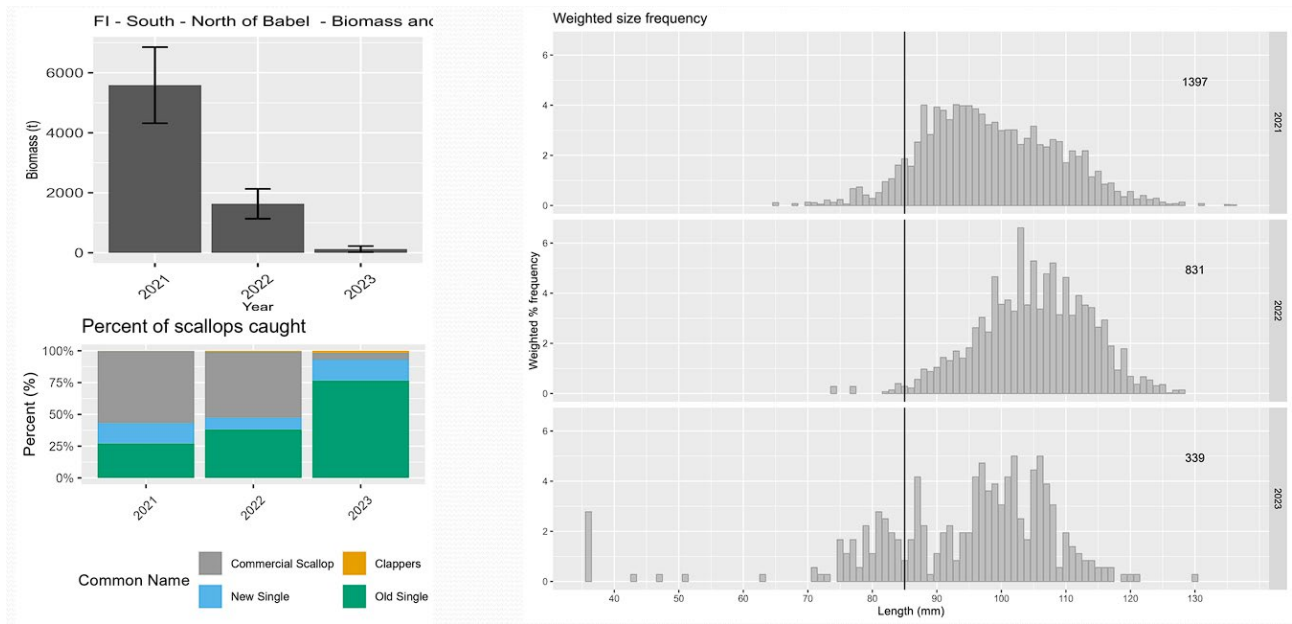 FI - South - North of Babel - Biomass and
6000
4000
2000
0
Biomass (t)
2021
2022
2023
Year
Percent of scallops caught
100%
75%
50%
25%
0%
Percent (%)
2021
2022
2023
Common Name
Commercial Scallop
Clappers
New Single
Old Single
Weighted size frequency
6
4
2
0
1397
2021
6
4
2
0
831
2022
6
4
2
0
339
2023
Weighted % frequency
40 50 60 70 80 90 100 110 120 130
Length (mm)